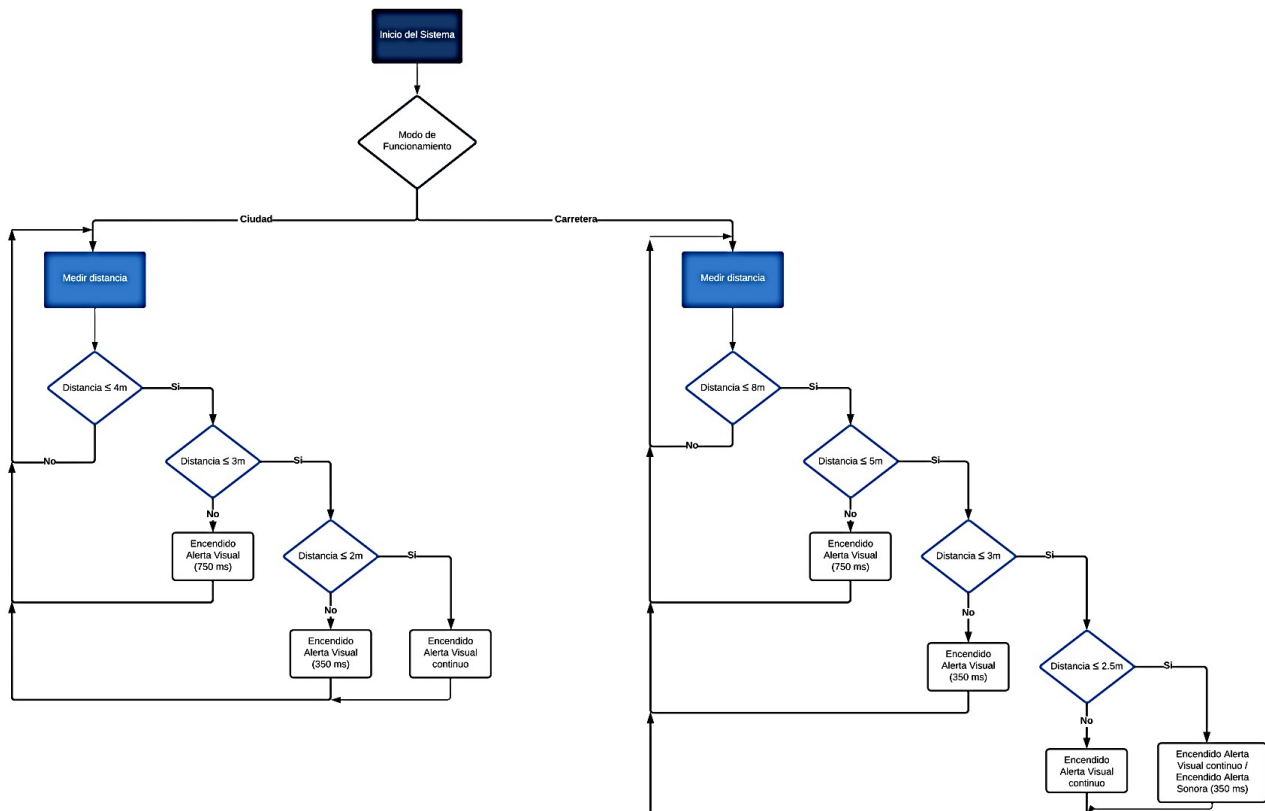 Inicio del Sistema
Modo de
Funcionamiento
Ciudad
Carretera
Medir distancia
Medir distancia
Distancia ≤ 4m
Si
Distancia ≤ 8m
Si
No
No
Distancia ≤ 3m
Si
Distancia ≤ 5m
Si
No
No
Encendido
Alerta Visual
(750 ms)
Distancia ≤ 2m
Si
Encendido
Alerta Visual
(750 ms)
Distancia ≤ 3m
Si
No
No
Encendido
Alerta Visual
(350 ms)
Encendido
Alerta Visual
continuo
Encendido
Alerta Visual
(350 ms)
Distancia ≤ 2.5m
Si
No
Encendido
Alerta Visual
continuo
Encendido Alerta
Visual continuo /
Encendido Alerta
Sonora (350 ms)